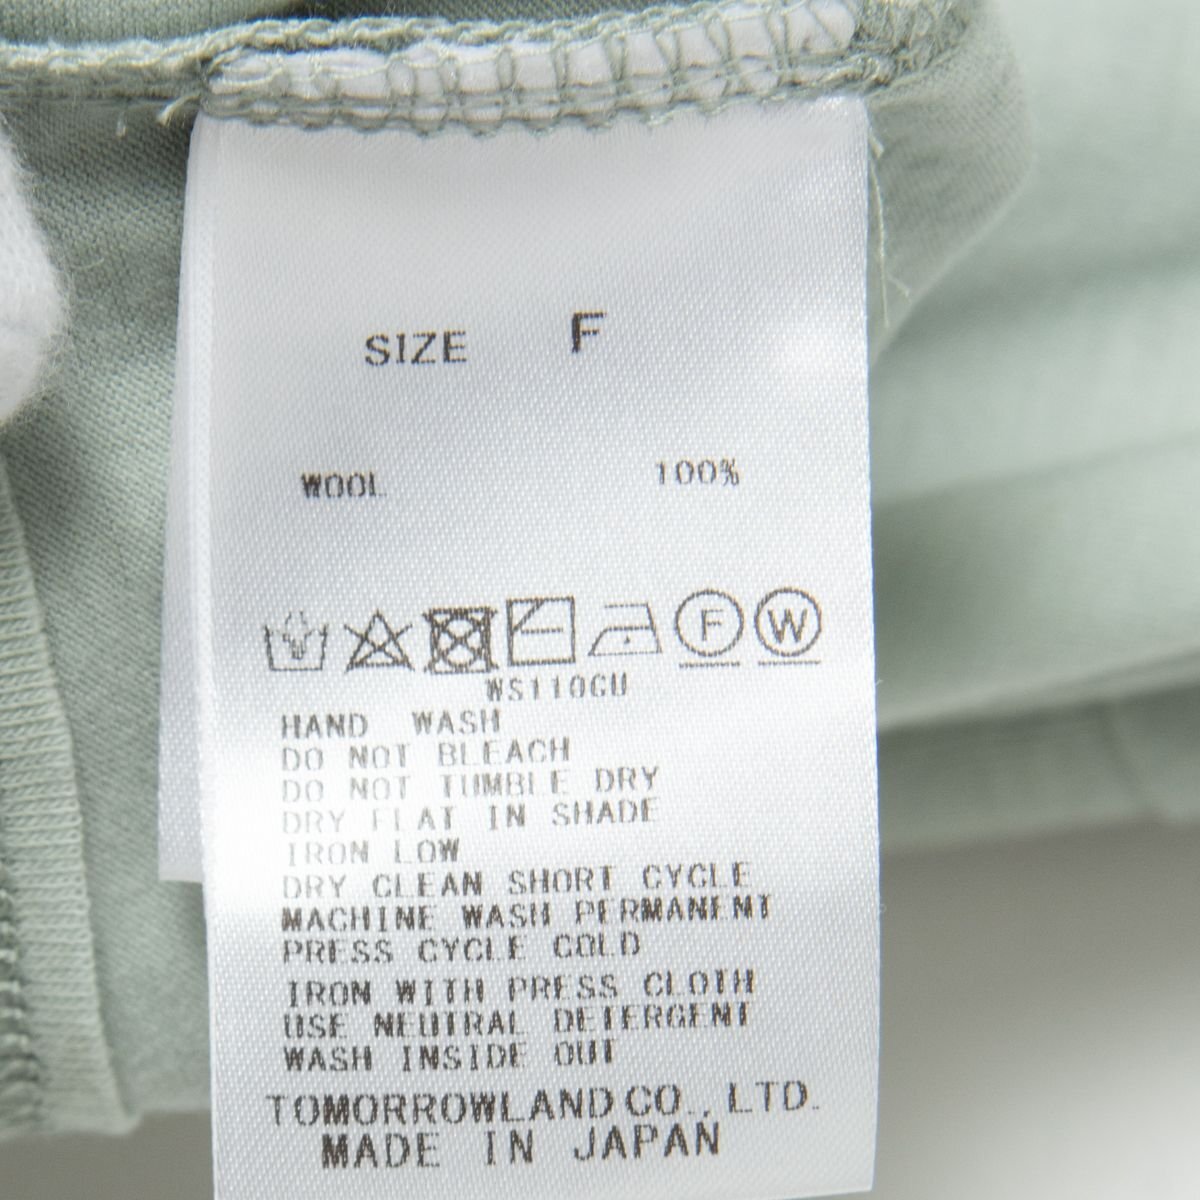 SIZE F
WOOL 100%
F W
WS110GU
HAND WASH
DO NOT BLEACH
DO NOT TUMBLE DRY
DRY FLAT IN SHADE
IRON LOW
DRY CLEAN SHORT CYCLE
MACHINE WASH PERMANENT
PRESS CYCLE COLD
IRON WITH PRESS CLOTH
USE NEUTRAL DETERGENT
WASH INSIDE OUT
TOMORROWLAND CO., LTD.
MADE IN JAPAN